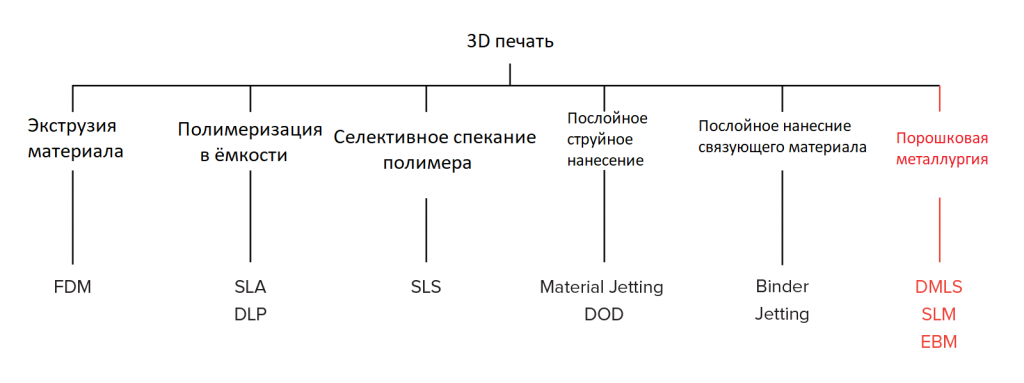 3D печать
Экструзия
материала
Полимеризация
в ёмкости
Селективное спекание
полимера
Послойное
струйное
нанесение
Послойное нанесние
связующего материала
Порошковая
металлургия
FDM
SLA
DLP
SLS
Material Jetting
DOD
Binder
Jetting
DMLS
SLM
EBM